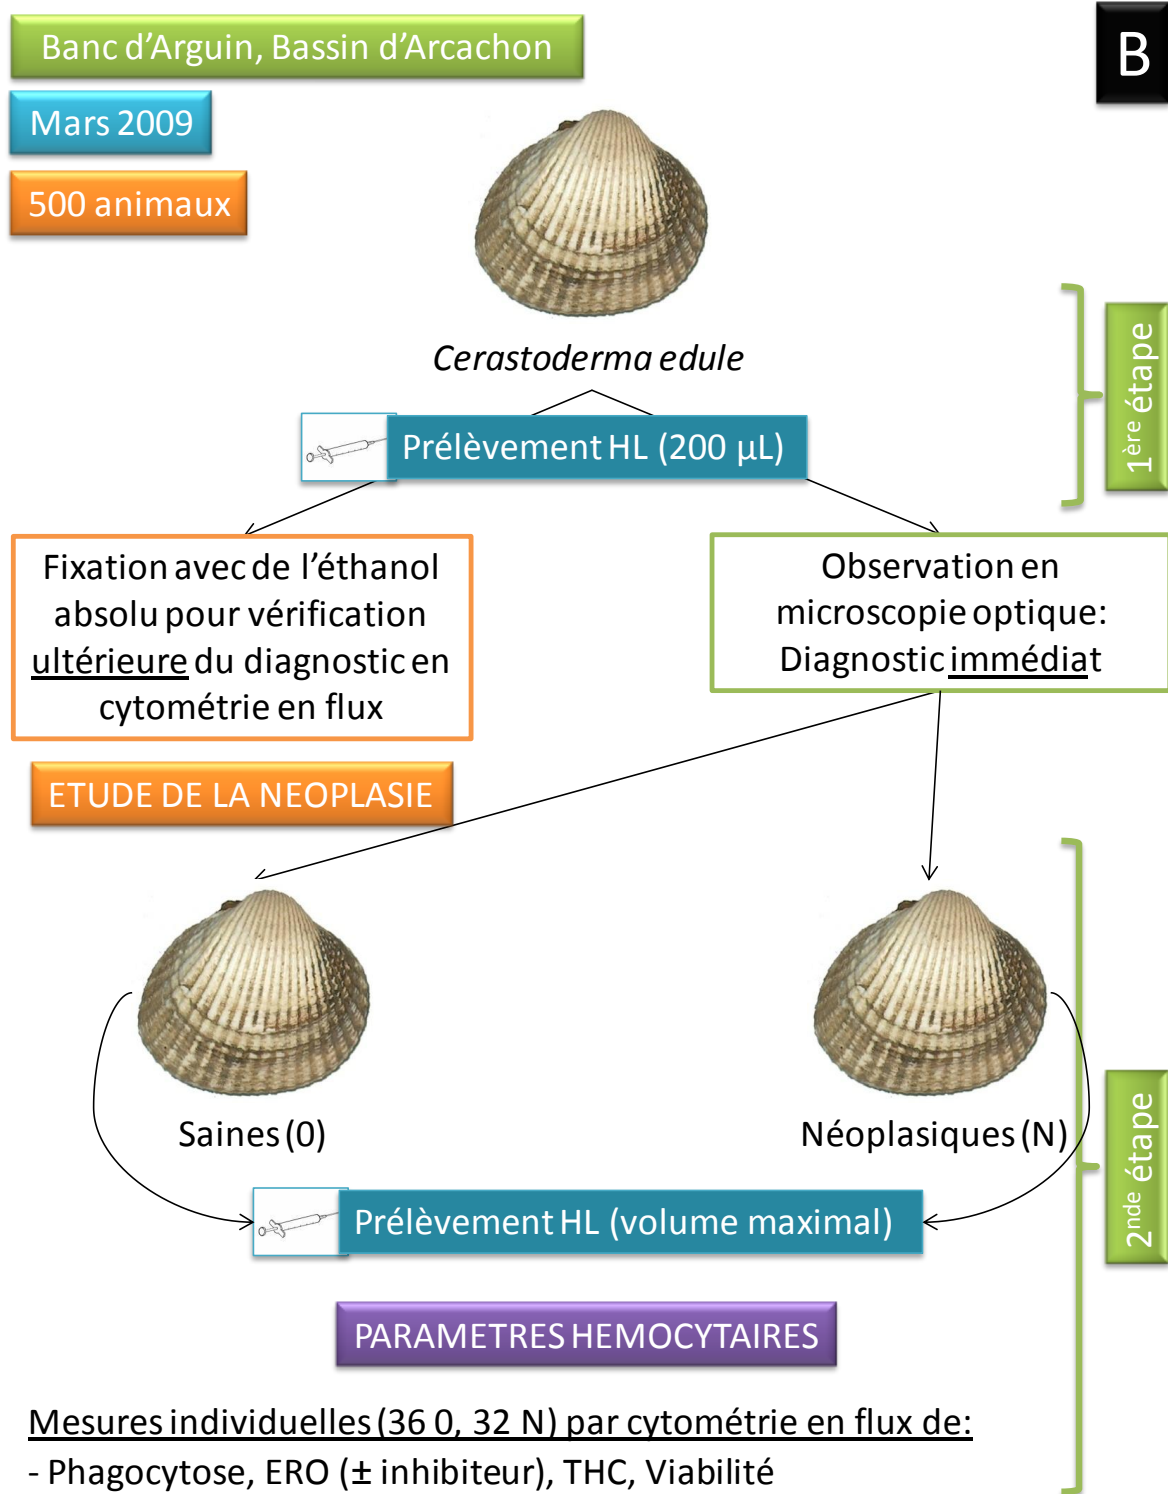 Banc d'Arguin, Bassin d'Arcachon
B
Mars 2009
500 animaux
Cerastoderma edule
1ère étape
Prélèvement HL (200 µL)
Fixation avec de l'éthanol
absolu pour vérification
ultérieure du diagnostic en
cytométrie en flux
Observation en
microscopie optique:
Diagnostic immédiat
ETUDE DE LA NEOPLASIE
Saines (0)
Néoplasiques (N)
2nde étape
Prélèvement HL (volume maximal)
PARAMETRES HEMOCYTAIRES
Mesures individuelles (36 0, 32 N) par cytométrie en flux de:
- Phagocytose, ERO (± inhibiteur), THC, Viabilité